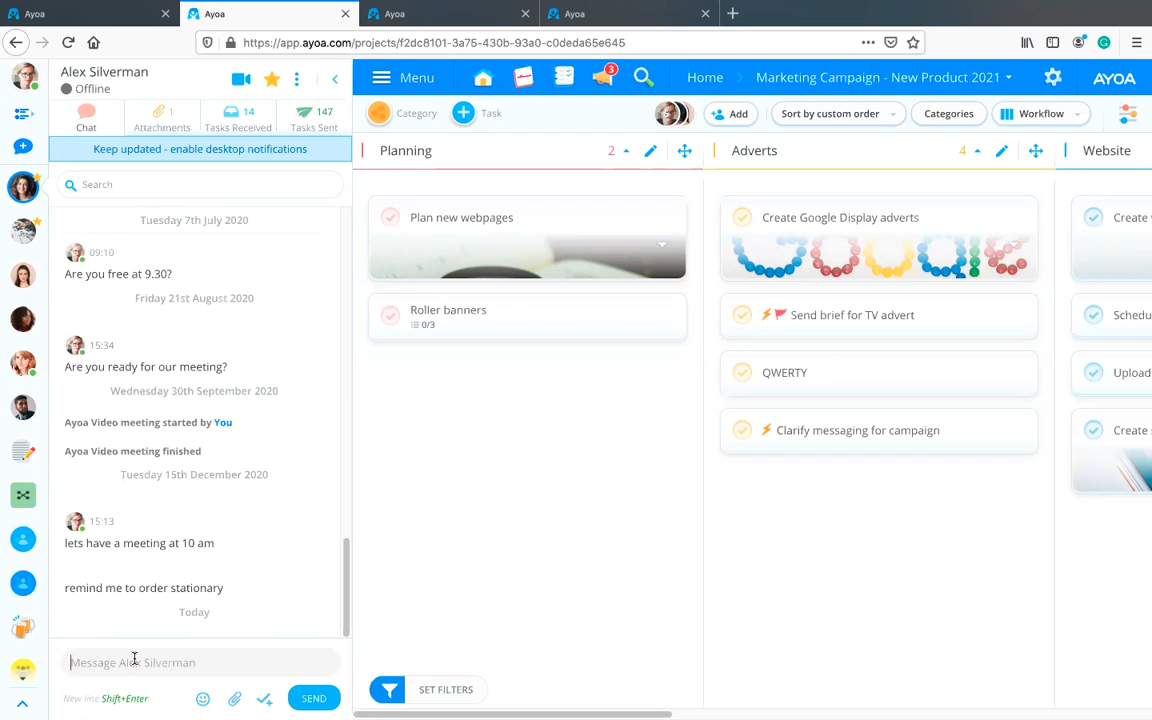 Ayoa
Ayoa
Ayoa
Ayoa
https://app.ayoa.com/projects/f2dc8101-3a75-430b-93a0-c0deda65e645
Alex Silverman
Offline
Menu
3
Home
Marketing Campaign - New Product 2021
AYOA
Chat
1
Attachments
14
Tasks Received
147
Tasks Sent
Category
Task
Add
Sort by custom order
Categories
Workflow
Keep updated - enable desktop notifications
Planning
2
Adverts
4
Website
Search
Tuesday 7th July 2020
09:10
Are you free at 9.30?
Friday 21st August 2020
15:34
Are you ready for our meeting?
Wednesday 30th September 2020
Ayoa Video meeting started by You
Ayoa Video meeting finished
Tuesday 15th December 2020
15:13
lets have a meeting at 10 am
remind me to order stationary
Today
Message Alex Silverman
New line Shift+Enter
SEND
Plan new webpages
Roller banners
0/3
Create Google Display adverts
Send brief for TV advert
QWERTY
Clarify messaging for campaign
Create
Schedu
Upload
Create
SET FILTERS